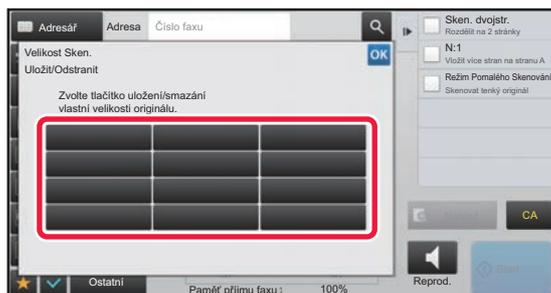 Adresář
Adresa
Číslo faxu
Velikost Sken.
OK
Uložit/Odstranit
Zvolte tlačítko uložení/smazání
vlastní velikosti originálu.
Sken. dvojstr.
Rozdělit na 2 stránky
N:1
Vložit více stran na stranu A
Režim Pomalého Skenování
Skenovat tenký originál
CA
Ostatní
Paměť příjmu faxu:
100%
Reprod.
Start